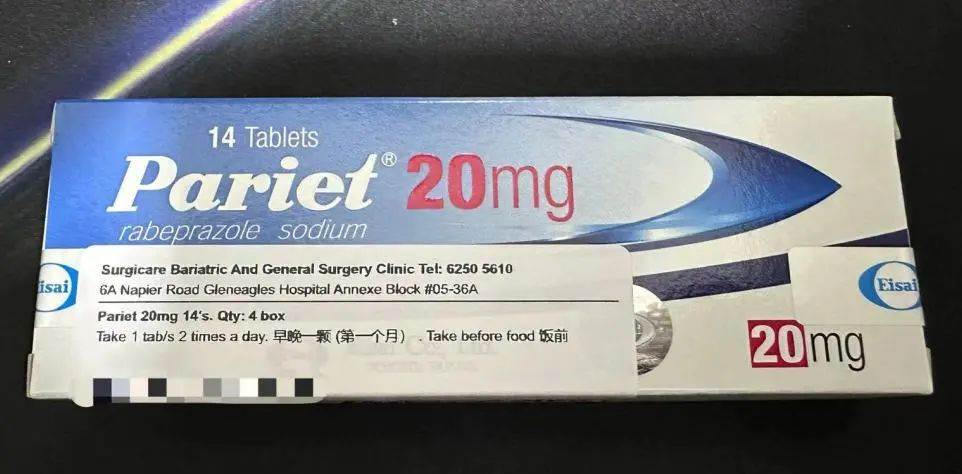 14 Tablets
Pariet® 20mg
rabeprazole sodium
Surgicare Bariatric And General Surgery Clinic Tel: 6250 5610
6A Napier Road Gleneagles Hospital Annexe Block #05-36A
Pariet 20mg 14's. Qty: 4 box
Take 1 tab/s 2 times a day. 早晚一颗 (第一个月) . Take before food 饭前
Eisai
Eisai
20mg